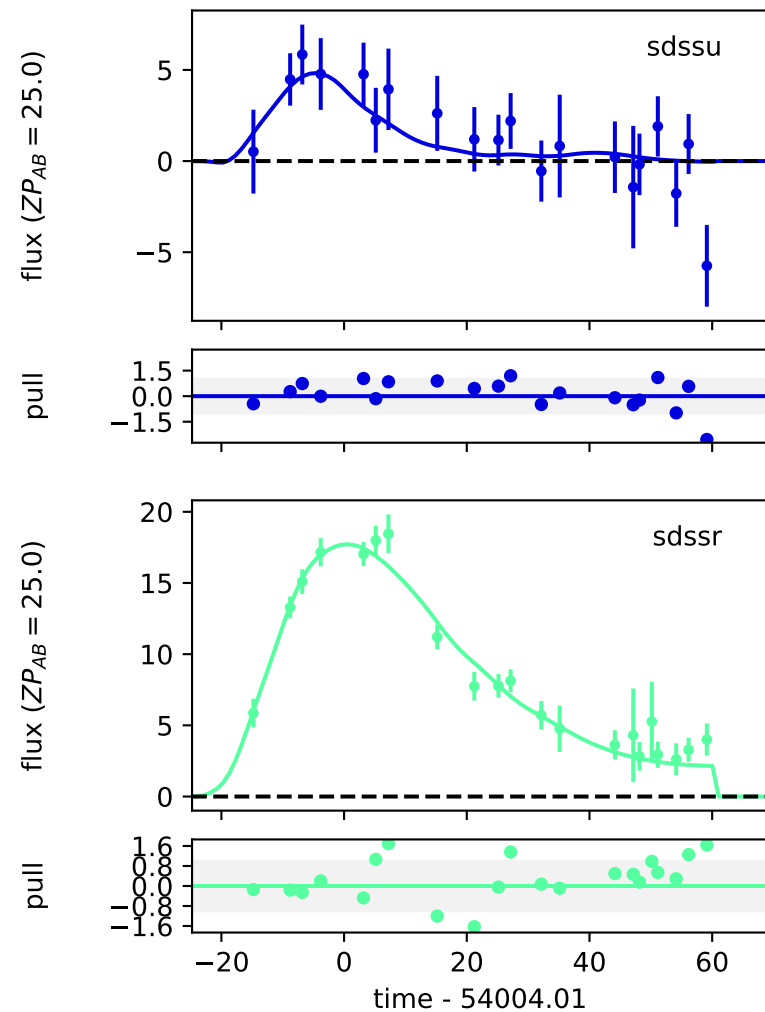 sdssu
flux (ZP_AB = 25.0)
5
0
−5
pull
1.5
0.0
−1.5
sdssr
flux (ZP_AB = 25.0)
20
15
10
5
0
pull
1.6
0.8
0.0
−0.8
−1.6
−20 0 20 40 60
time - 54004.01